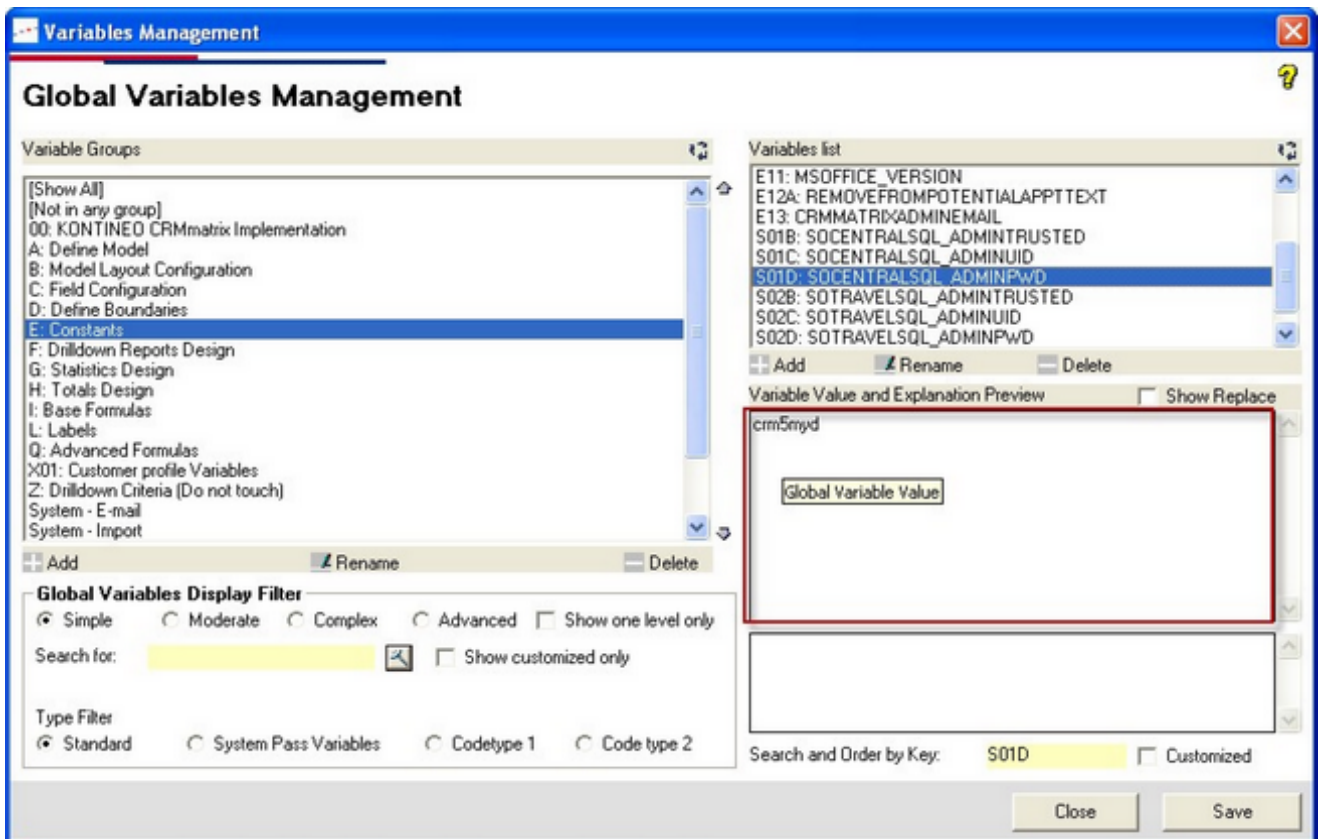 Variables Management
Global Variables Management
Variable Groups
[Show All]
[Not in any group]
00: KONTINEO CRMmatrix Implementation
A: Define Model
B: Model Layout Configuration
C: Field Configuration
D: Define Boundaries
E: Constants
F: Drilldown Reports Design
G: Statistics Design
H: Totals Design
I: Base Formulas
L: Labels
Q: Advanced Formulas
X01: Customer profile Variables
Z: Drilldown Criteria (Do not touch)
System - E-mail
System - Import
Add Rename Delete
Global Variables Display Filter
Simple Moderate Complex Advanced Show one level only
Search for: Show customized only
Type Filter
Standard System Pass Variables Codetype 1 Code type 2
Variables list
E11: MSOFFICE_VERSION
E12A: REMOVEFROMPOTENTIALAPPTTEXT
E13: CRMMATRIXADMINEMAIL
S01B: SOCENTRALSQL_ADMINTRUSTED
S01C: SOCENTRALSQL_ADMINUID
S01D: SOCENTRALSQL_ADMINPWD
S02B: SOTRAVELSQL_ADMINTRUSTED
S02C: SOTRAVELSQL_ADMINUID
S02D: SOTRAVELSQL_ADMINPWD
Add Rename Delete
Variable Value and Explanation Preview Show Replace
crm5myd
Global Variable Value
Search and Order by Key: S01D Customized
Close Save